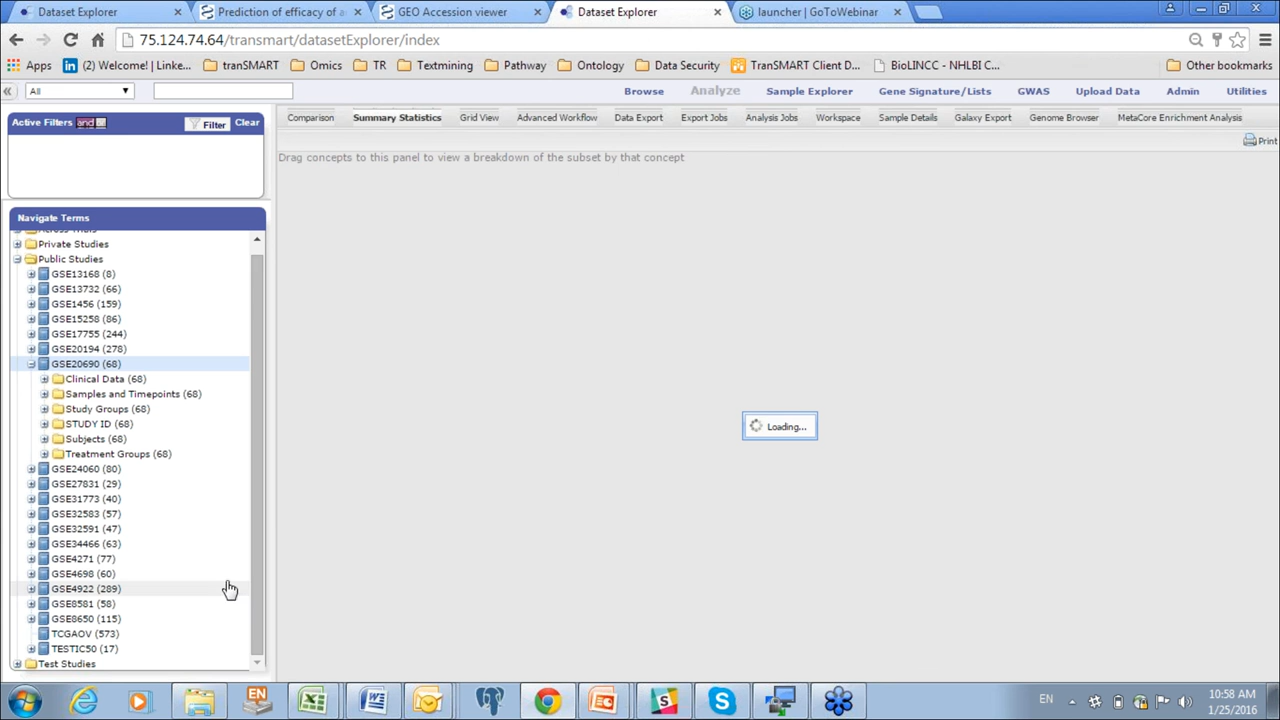 Dataset Explorer
Prediction of efficacy of a
GEO Accession viewer
Dataset Explorer
launcher | GoToWebinar
75.124.74.64/transmart/datasetExplorer/index
Apps
(2) Welcome! | Linke...
tranSMART
Omics
TR
Textmining
Pathway
Ontology
Data Security
TranSMART Client D...
BioLINCC - NHLBI C...
Other bookmarks
All
Browse
Analyze
Sample Explorer
Gene Signature/Lists
GWAS
Upload Data
Admin
Utilities
Active Filters and
Filter
Clear
Comparison
Summary Statistics
Grid View
Advanced Workflow
Data Export
Export Jobs
Analysis Jobs
Workspace
Sample Details
Galaxy Export
Genome Browser
MetaCore Enrichment Analysis
Print
Drag concepts to this panel to view a breakdown of the subset by that concept
Navigate Terms
Across Trials
Private Studies
Public Studies
GSE13168 (8)
GSE13732 (66)
GSE1456 (159)
GSE15258 (86)
GSE17755 (244)
GSE20194 (278)
GSE20690 (68)
Clinical Data (68)
Samples and Timepoints (68)
Study Groups (68)
STUDY ID (68)
Subjects (68)
Treatment Groups (68)
GSE24060 (80)
GSE27831 (29)
GSE31773 (40)
GSE32583 (57)
GSE32591 (47)
GSE34466 (63)
GSE4271 (77)
GSE4698 (60)
GSE4922 (289)
GSE8581 (58)
GSE8650 (115)
TCGAOV (573)
TESTIC50 (17)
Test Studies
Loading...
EN
EN
10:58 AM
1/25/2016